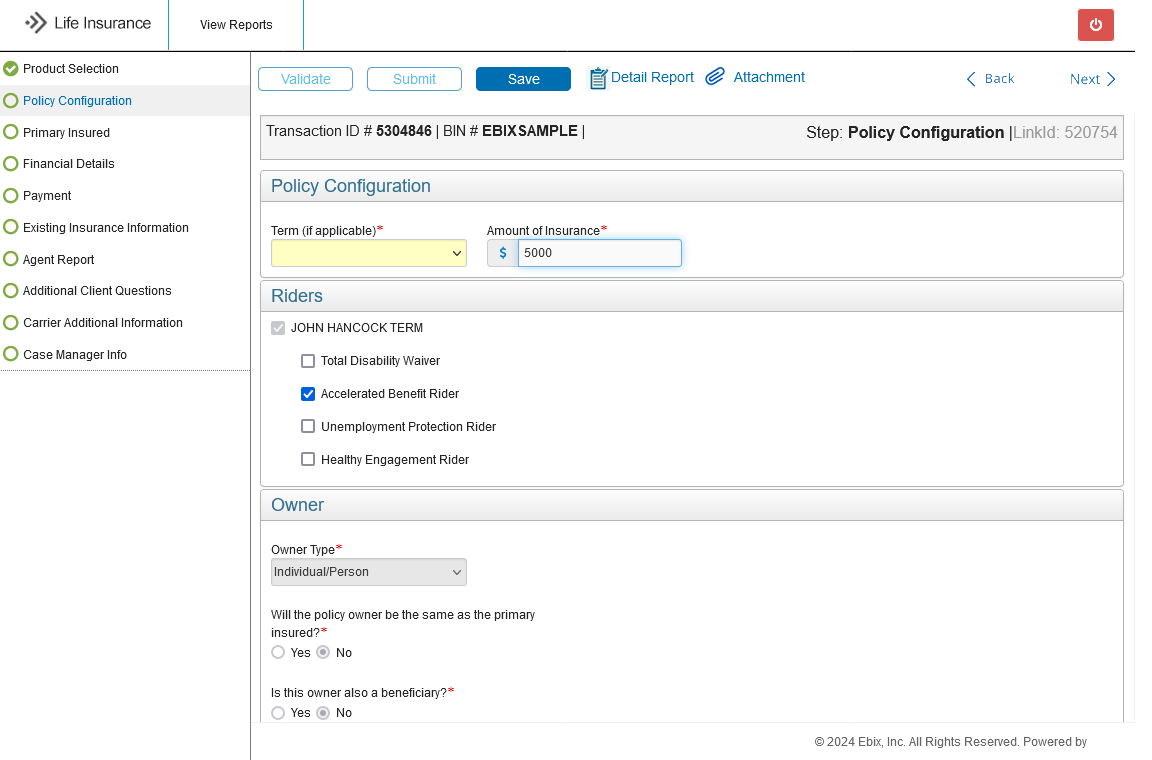 Life Insurance
View Reports
Product Selection
Policy Configuration
Primary Insured
Financial Details
Payment
Existing Insurance Information
Agent Report
Additional Client Questions
Carrier Additional Information
Case Manager Info
Validate Submit Save Detail Report Attachment Back Next
Transaction ID # 5304846 | BIN # EBIXSAMPLE |
Step: Policy Configuration |LinkId: 520754
Policy Configuration
Term (if applicable)* Amount of Insurance*
$ 5000
Riders
JOHN HANCOCK TERM
Total Disability Waiver
Accelerated Benefit Rider
Unemployment Protection Rider
Healthy Engagement Rider
Owner
Owner Type*
Individual/Person
Will the policy owner be the same as the primary
insured?*
Yes No
Is this owner also a beneficiary?*
Yes No
© 2024 Ebix, Inc. All Rights Reserved. Powered by